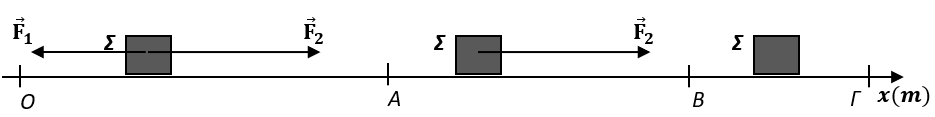 F⃗₁ Σ F⃗₂ Σ F⃗₂ Σ
Ο Α Β Γ x(m)